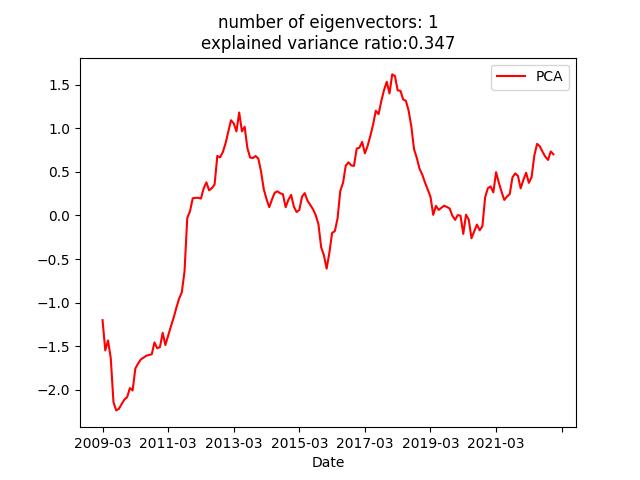 number of eigenvectors: 1
explained variance ratio:0.347
PCA
1.5
1.0
0.5
0.0
−0.5
−1.0
−1.5
−2.0
2009-03 2011-03 2013-03 2015-03 2017-03 2019-03 2021-03
Date